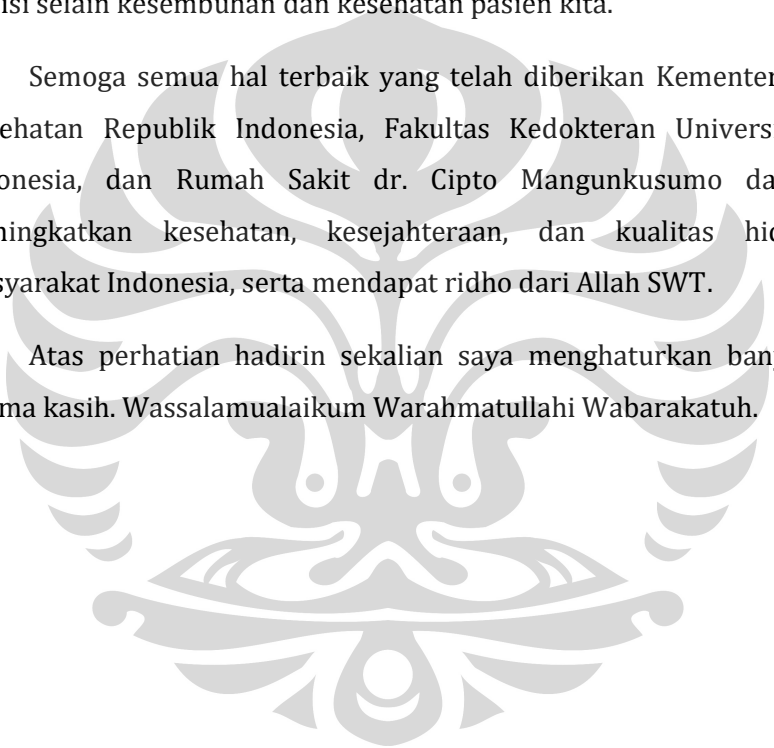 isi selain kesembuhan dan kesehatan pasien kita.
Semoga semua hal terbaik yang telah diberikan Kementer
ehatan Republik Indonesia, Fakultas Kedokteran Univers
onesia, dan Rumah Sakit dr. Cipto Mangunkusumo da
ningkatkan kesehatan, kesejahteraan, dan kualitas hid
syarakat Indonesia, serta mendapat ridho dari Allah SWT.
Atas perhatian hadirin sekalian saya menghaturkan bany
ma kasih. Wassalamualaikum Warahmatullahi Wabarakatuh.